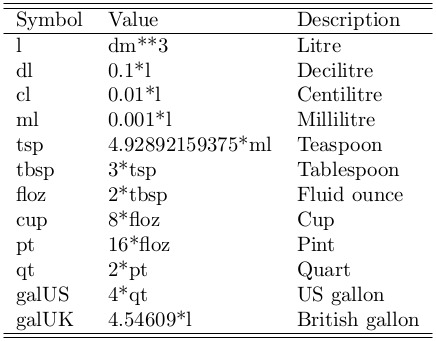 Symbol Value Description
l dm**3 Litre
dl 0.1*l Decilitre
cl 0.01*l Centilitre
ml 0.001*l Millilitre
tsp 4.92892159375*ml Teaspoon
tbsp 3*tsp Tablespoon
floz 2*tbsp Fluid ounce
cup 8*floz Cup
pt 16*floz Pint
qt 2*pt Quart
galUS 4*qt US gallon
galUK 4.54609*l British gallon